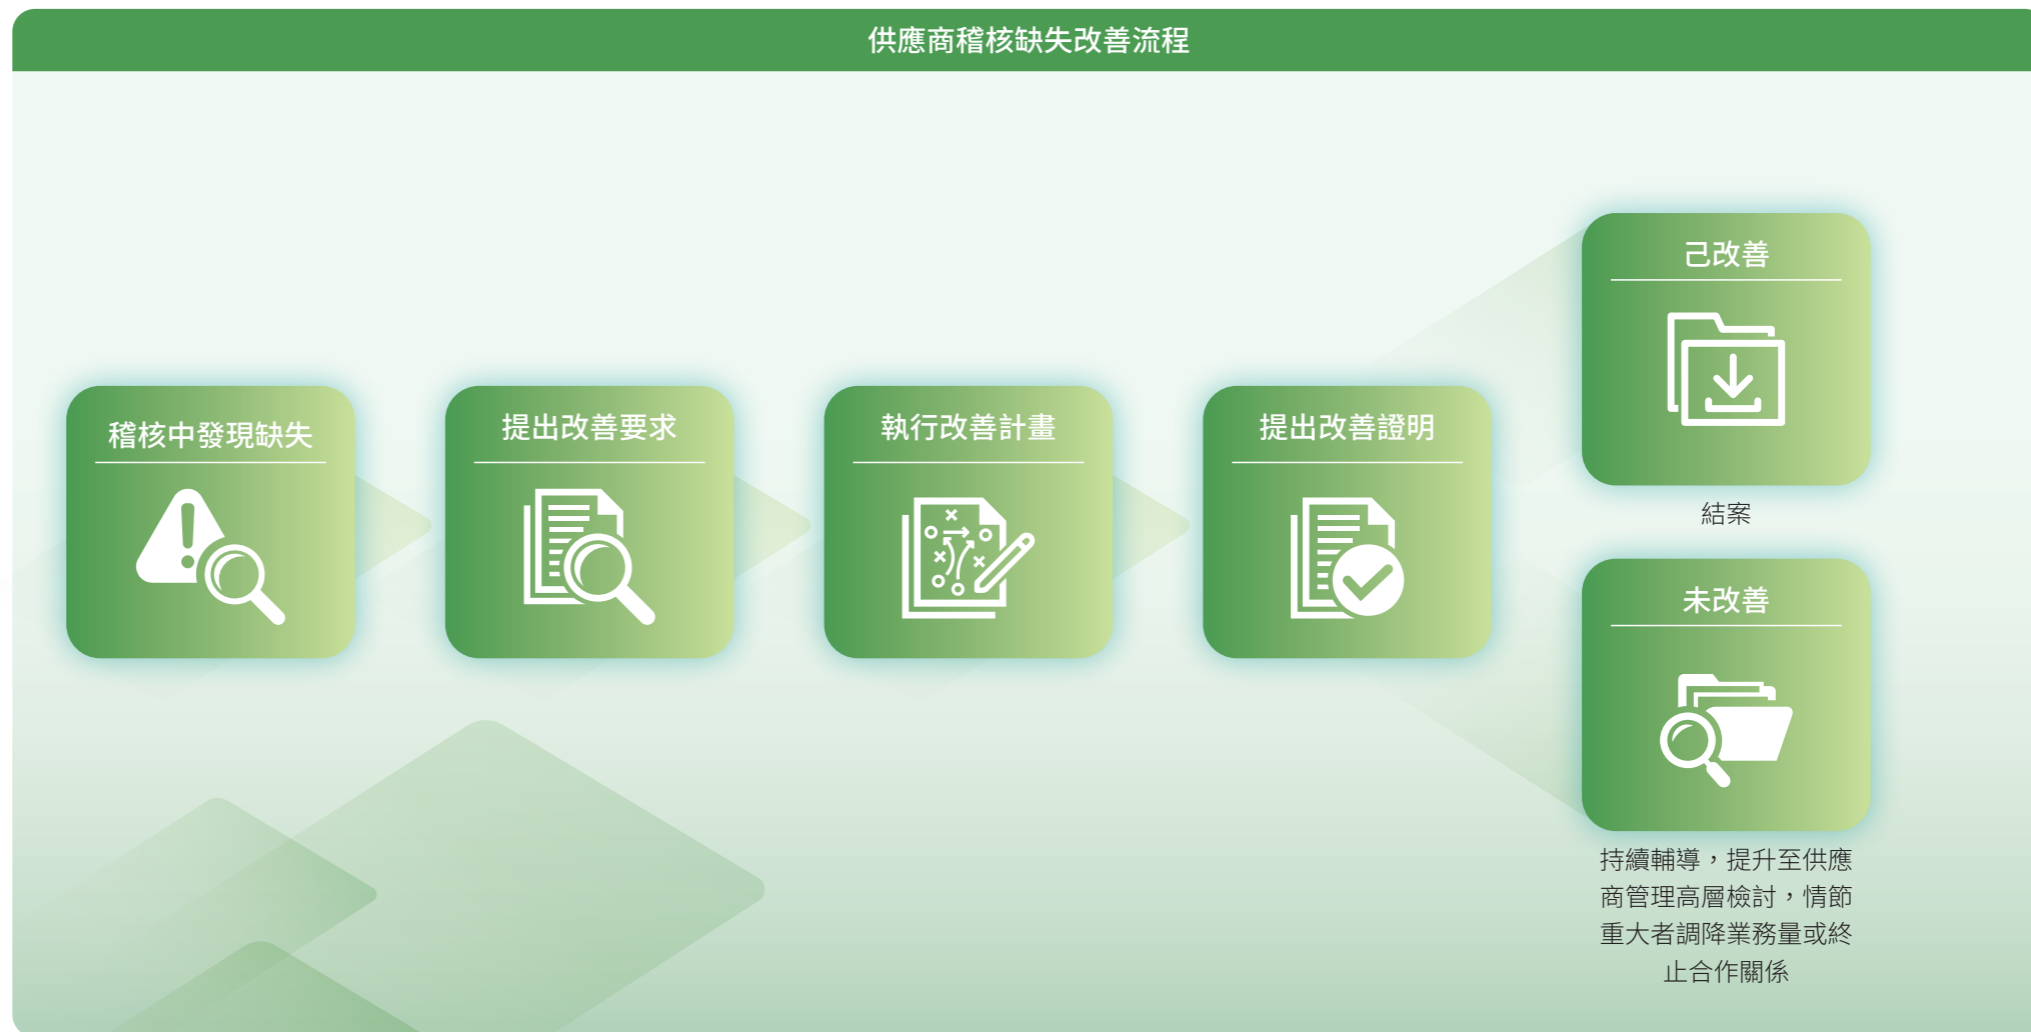 供應商稽核缺失改善流程
稽核中發現缺失
提出改善要求
執行改善計畫
提出改善證明
己改善
結案
未改善
持續輔導，提升至供應
商管理高層檢討，情節
重大者調降業務量或終
止合作關係